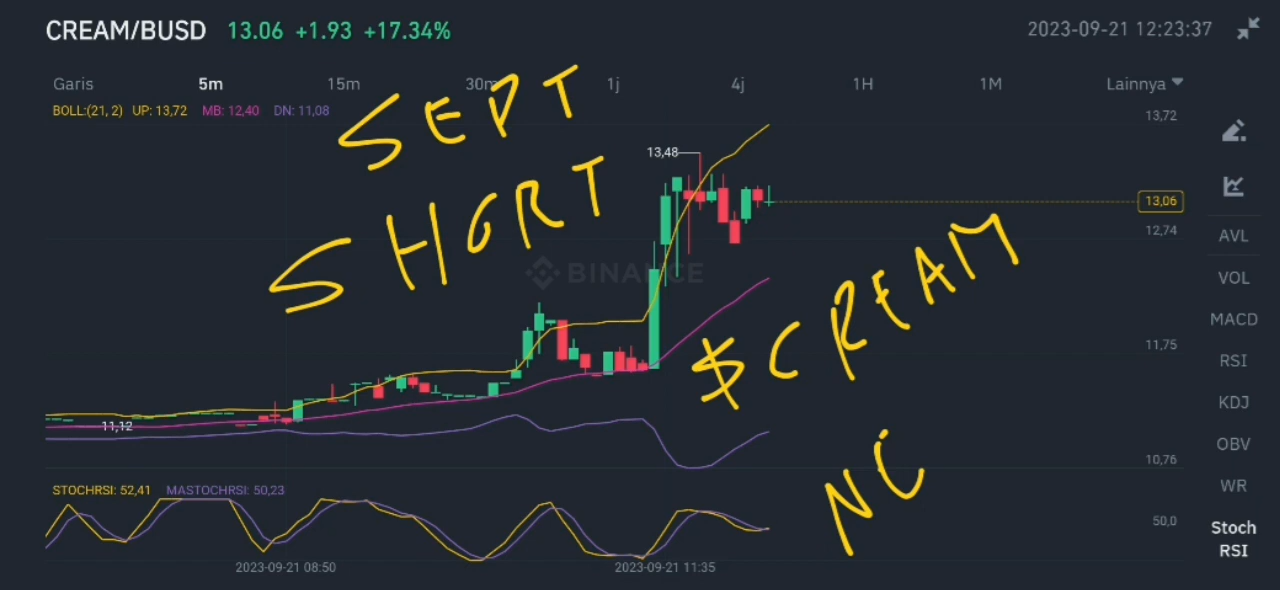 CREAM/BUSD 13.06 +1.93 +17.34% 2023-09-21 12:23:37
Garis 5m 15m 30m 1j 4j 1H 1M Lainnya
BOLL:(21, 2) UP: 13,72 MB: 12,40 DN: 11,08
13,72
SEPT
13,48
SHORT
13,06
12,74
AVL
BINANCE
VOL
$CREAM
MACD
11,75
RSI
KDJ
11,12
OBV
10,76
NC
WR
STOCHRSI: 52,41 MASTOCHRSI: 50,23
50,0
Stoch
RSI
2023-09-21 08:50 2023-09-21 11:35